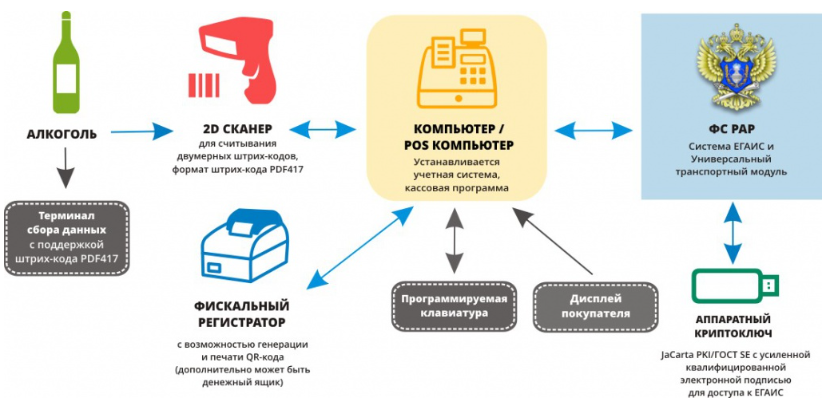 АЛКОГОЛЬ
2D СКАНЕР
для считывания
двумерных штрих-кодов,
формат штрих-кода PDF417
КОМПЬЮТЕР /
POS КОМПЬЮТЕР
Устанавливается
учетная система,
кассовая программа
ФС РАР
Система ЕГАИС и
Универсальный
транспортный модуль
Терминал
сбора данных
с поддержкой
штрих-кода PDF417
ФИСКАЛЬНЫЙ
РЕГИСТРАТОР
с возможностью генерации
и печати QR-кода
(дополнительно может быть
денежный ящик)
Программируемая
клавиатура
Дисплей
покупателя
АППАРАТНЫЙ
КРИПТОКЛЮЧ
JaCarta PKI/ГОСТ SE с усиленной
квалифицированной
электронной подписью
для доступа к ЕГАИС